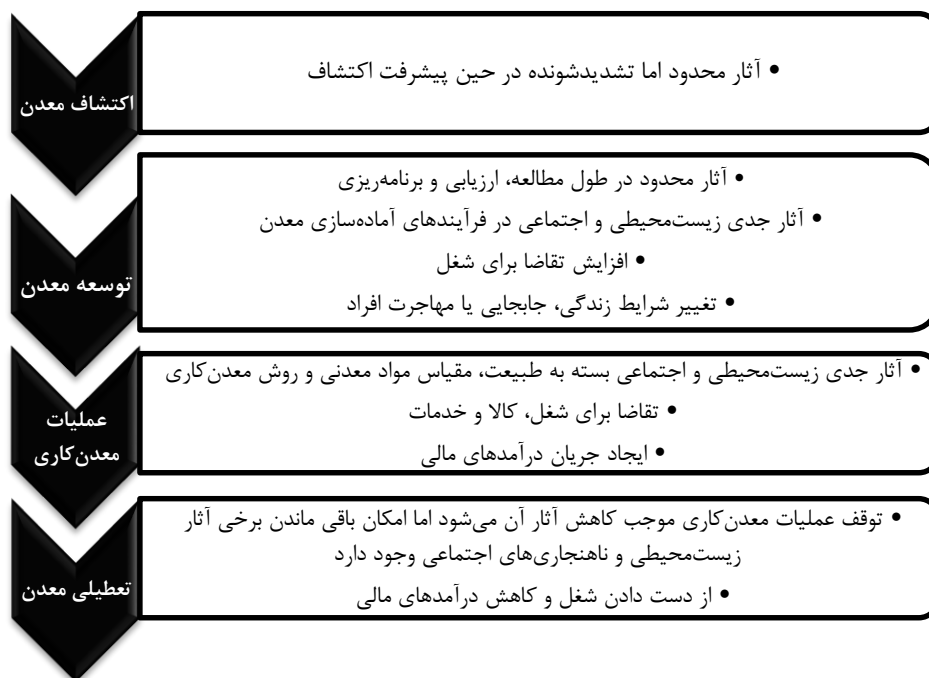 اکتشاف معدن
• آثار محدود اما تشدیدشونده در حین پیشرفت اکتشاف
توسعه معدن
• آثار محدود در طول مطالعه، ارزیابی و برنامه‌ریزی
• آثار جدی زیست‌محیطی و اجتماعی در فرآیندهای آماده‌سازی معدن
• افزایش تقاضا برای شغل
• تغییر شرایط زندگی، جابجایی یا مهاجرت افراد
عملیات
معدن‌کاری
• آثار جدی زیست‌محیطی و اجتماعی بسته به طبیعت، مقیاس مواد معدنی و روش معدن‌کاری
• تقاضا برای شغل، کالا و خدمات
• ایجاد جریان درآمدهای مالی
تعطیلی معدن
• توقف عملیات معدن‌کاری موجب کاهش آثار آن می‌شود اما امکان باقی ماندن برخی آثار
زیست‌محیطی و ناهنجاری‌های اجتماعی وجود دارد
• از دست دادن شغل و کاهش درآمدهای مالی